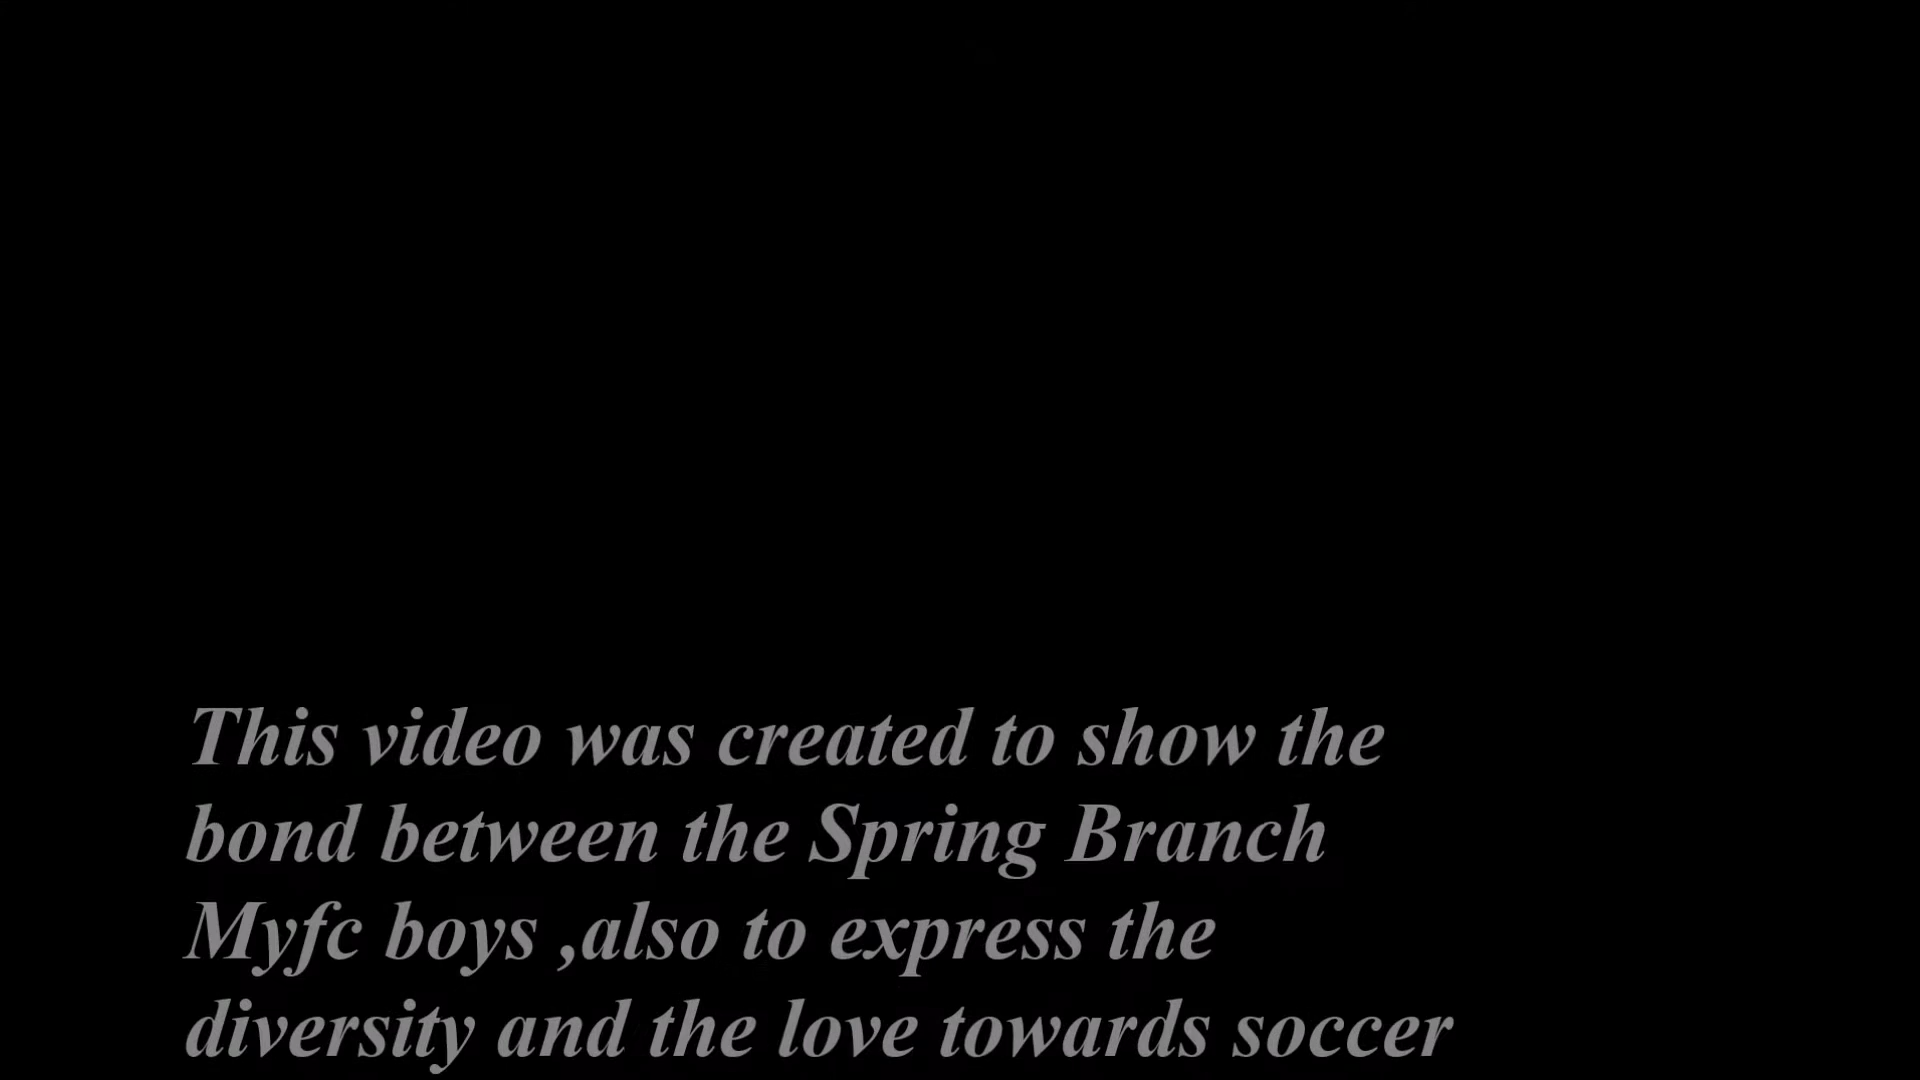 This video was created to show the
bond between the Spring Branch
Myfc boys ,also to express the
diversity and the love towards soccer